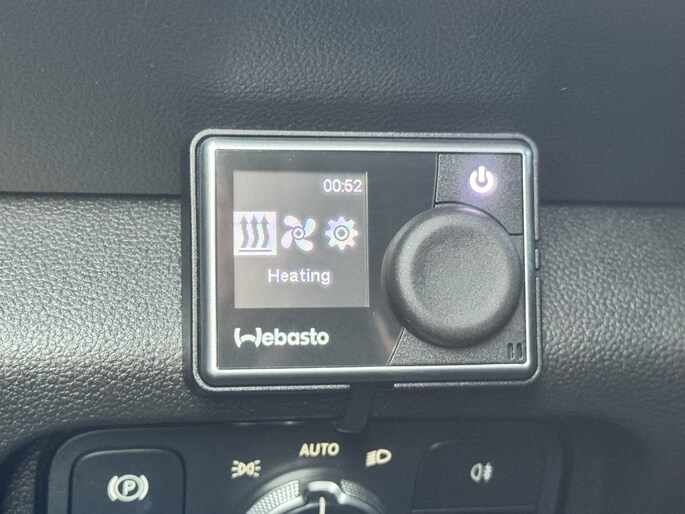 00:52
Heating
Webasto
AUTO
P